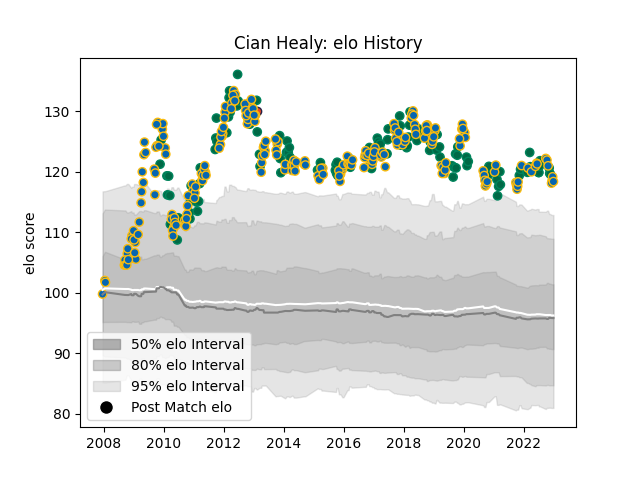 Cian Healy: elo History
elo score
130
120
110
100
90
80
50% elo Interval
80% elo Interval
95% elo Interval
Post Match elo
2008 2010 2012 2014 2016 2018 2020 2022